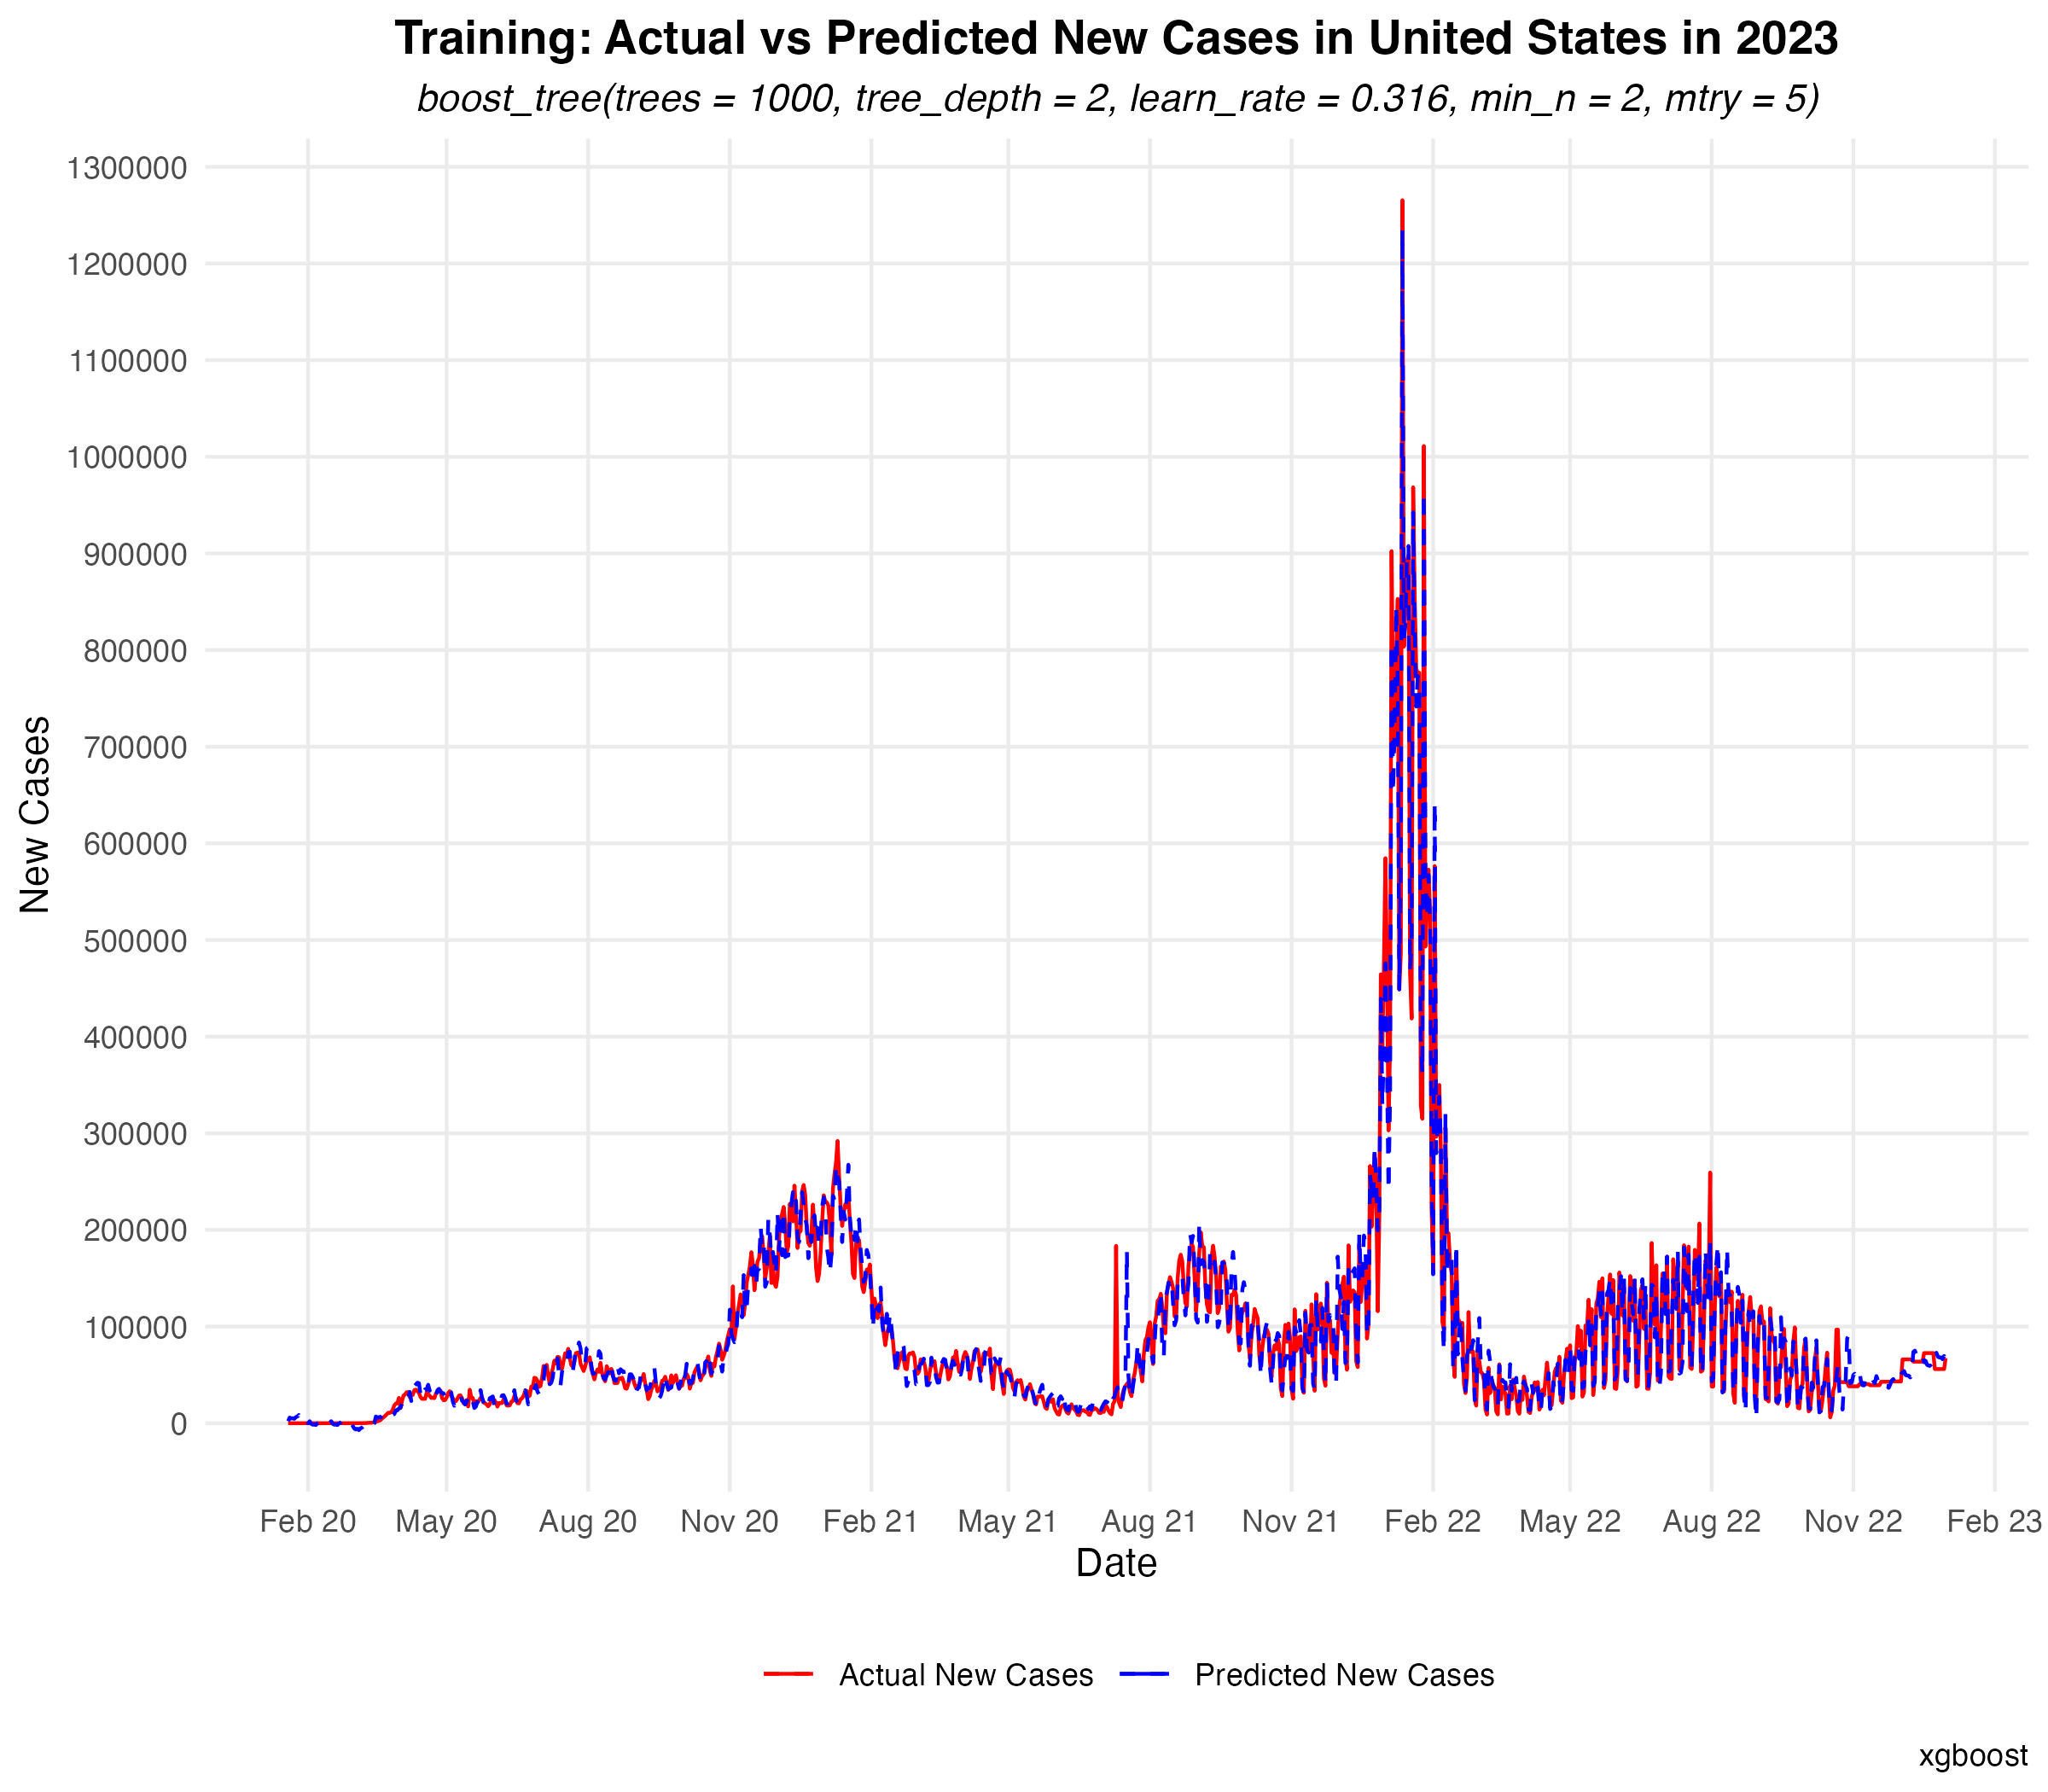 Training: Actual vs Predicted New Cases in United States in 2023
boost_tree(trees = 1000, tree_depth = 2, learn_rate = 0.316, min_n = 2, mtry = 5)
1300000
1200000
1100000
1000000
900000
800000
700000
600000
500000
400000
300000
200000
100000
0
New Cases
Feb 20 May 20 Aug 20 Nov 20 Feb 21 May 21 Aug 21 Nov 21 Feb 22 May 22 Aug 22 Nov 22 Feb 23
Date
Actual New Cases Predicted New Cases
xgboost